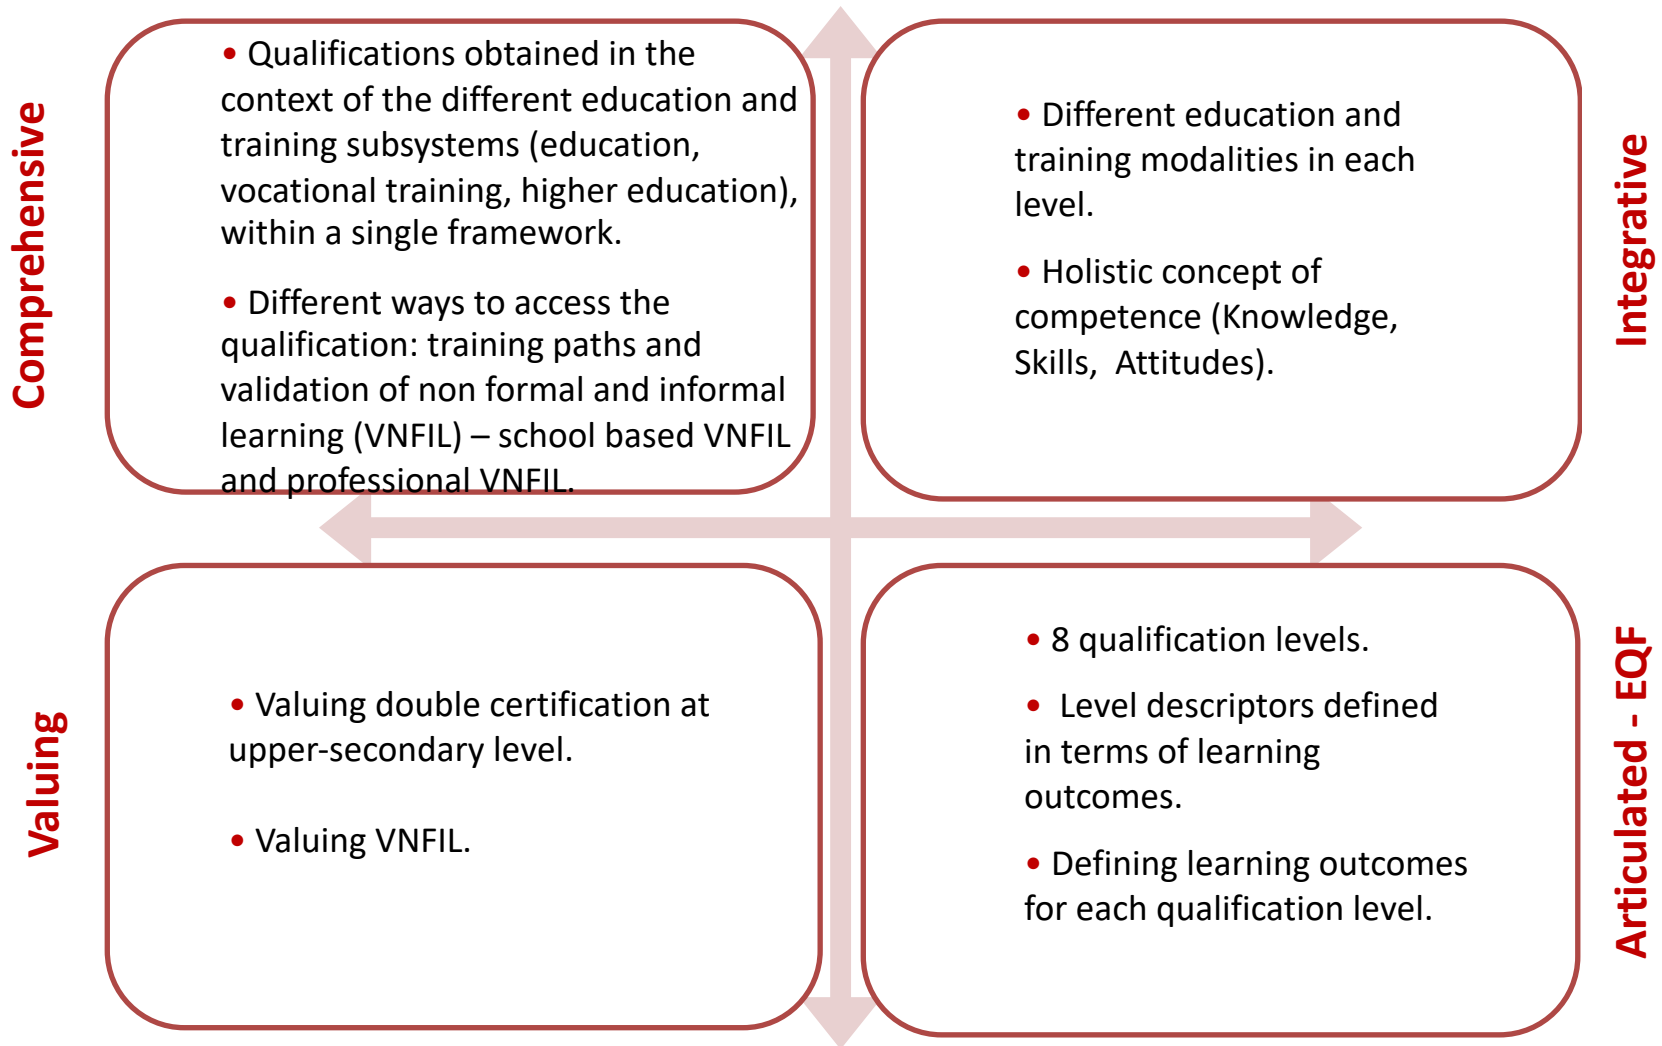 Comprehensive
• Qualifications obtained in the
context of the different education and
training subsystems (education,
vocational training, higher education),
within a single framework.
• Different ways to access the
qualification: training paths and
validation of non formal and informal
learning (VNFIL) – school based VNFIL
and professional VNFIL.
• Different education and
training modalities in each
level.
• Holistic concept of
competence (Knowledge,
Skills,  Attitudes).
Integrative
Valuing
• Valuing double certification at
upper-secondary level.
• Valuing VNFIL.
• 8 qualification levels.
•  Level descriptors defined
in terms of learning
outcomes.
• Defining learning outcomes
for each qualification level.
Articulated - EQF